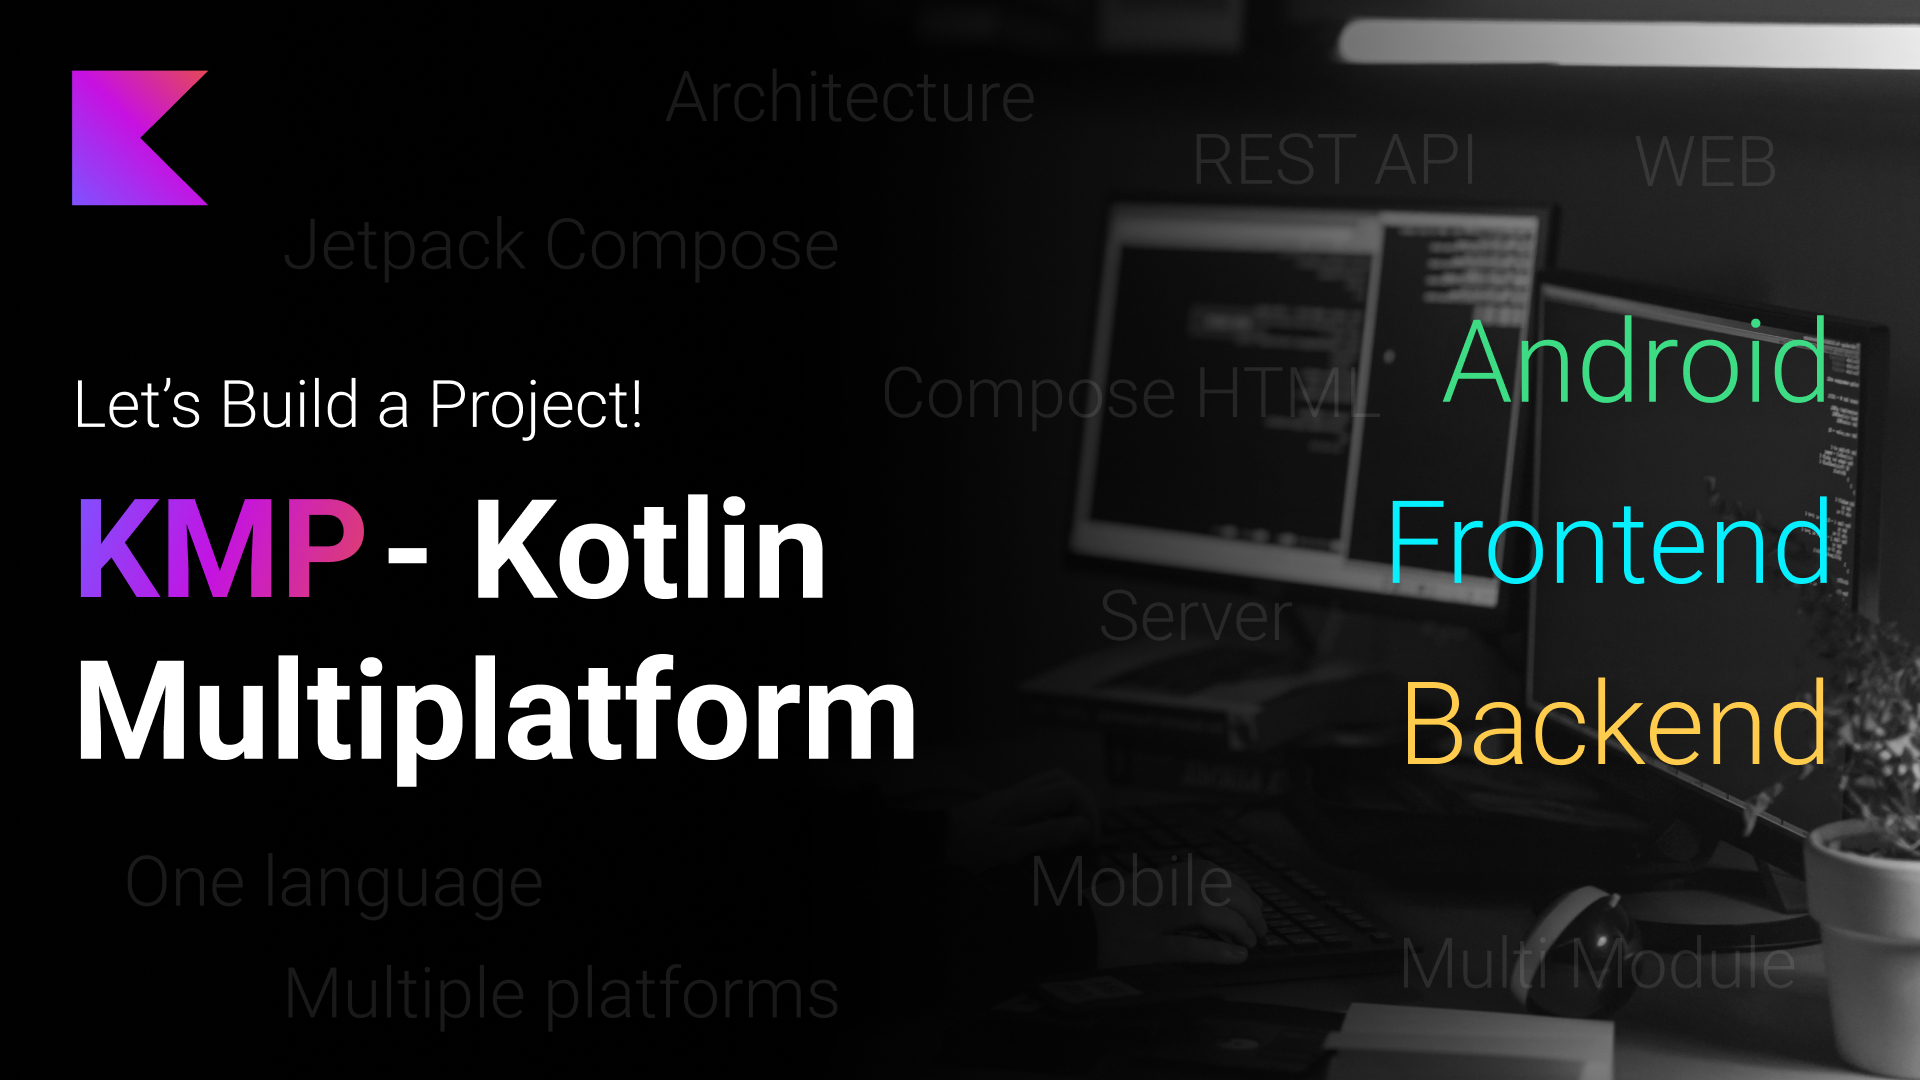 Architecture
REST API
WEB
Jetpack Compose
Let's Build a Project!
KMP - Kotlin
Multiplatform
Compose HTML
Android
Frontend
Server
Backend
One language
Mobile
Multi Module
Multiple platforms